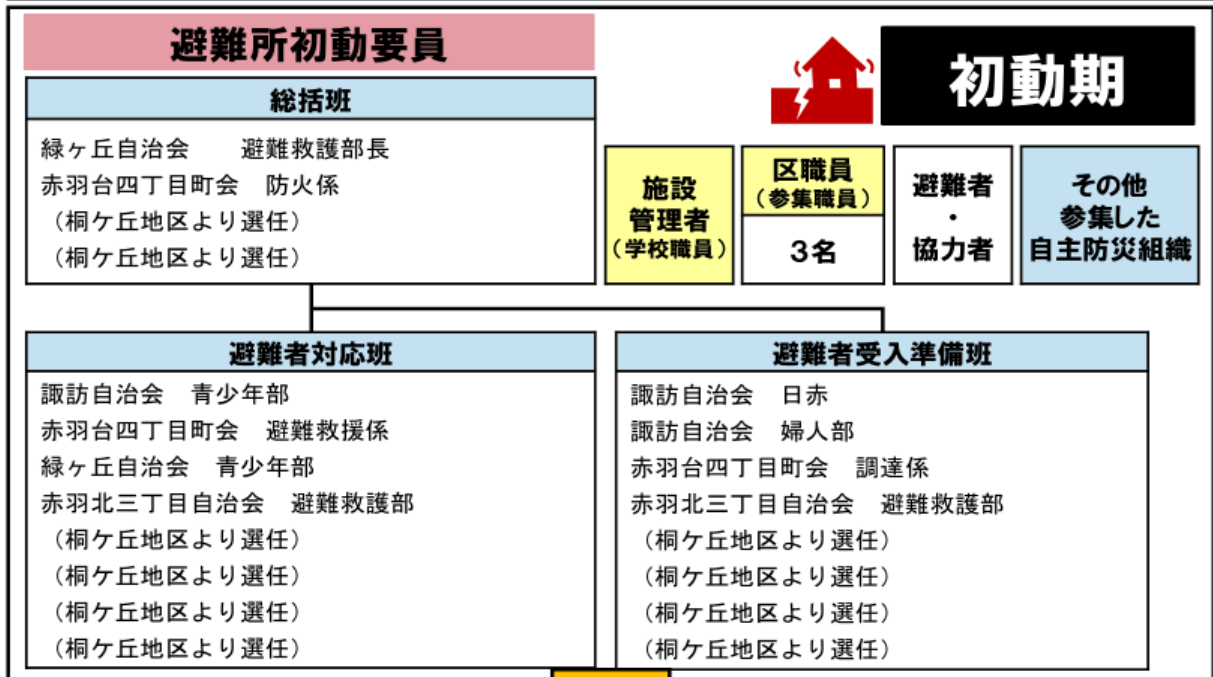 避難所初動要員
初動期
総括班
緑ヶ丘自治会　避難救護部長
赤羽台四丁目町会　防火係
（桐ケ丘地区より選任）
（桐ケ丘地区より選任）
施設
管理者
（学校職員）
区職員
（参集職員）
３名
避難者
・
協力者
その他
参集した
自主防災組織
避難者対応班
諏訪自治会　青少年部
赤羽台四丁目町会　避難救援係
緑ヶ丘自治会　青少年部
赤羽北三丁目自治会　避難救護部
（桐ケ丘地区より選任）
（桐ケ丘地区より選任）
（桐ケ丘地区より選任）
（桐ケ丘地区より選任）
避難者受入準備班
諏訪自治会　日赤
諏訪自治会　婦人部
赤羽台四丁目町会　調達係
赤羽北三丁目自治会　避難救護部
（桐ケ丘地区より選任）
（桐ケ丘地区より選任）
（桐ケ丘地区より選任）
（桐ケ丘地区より選任）